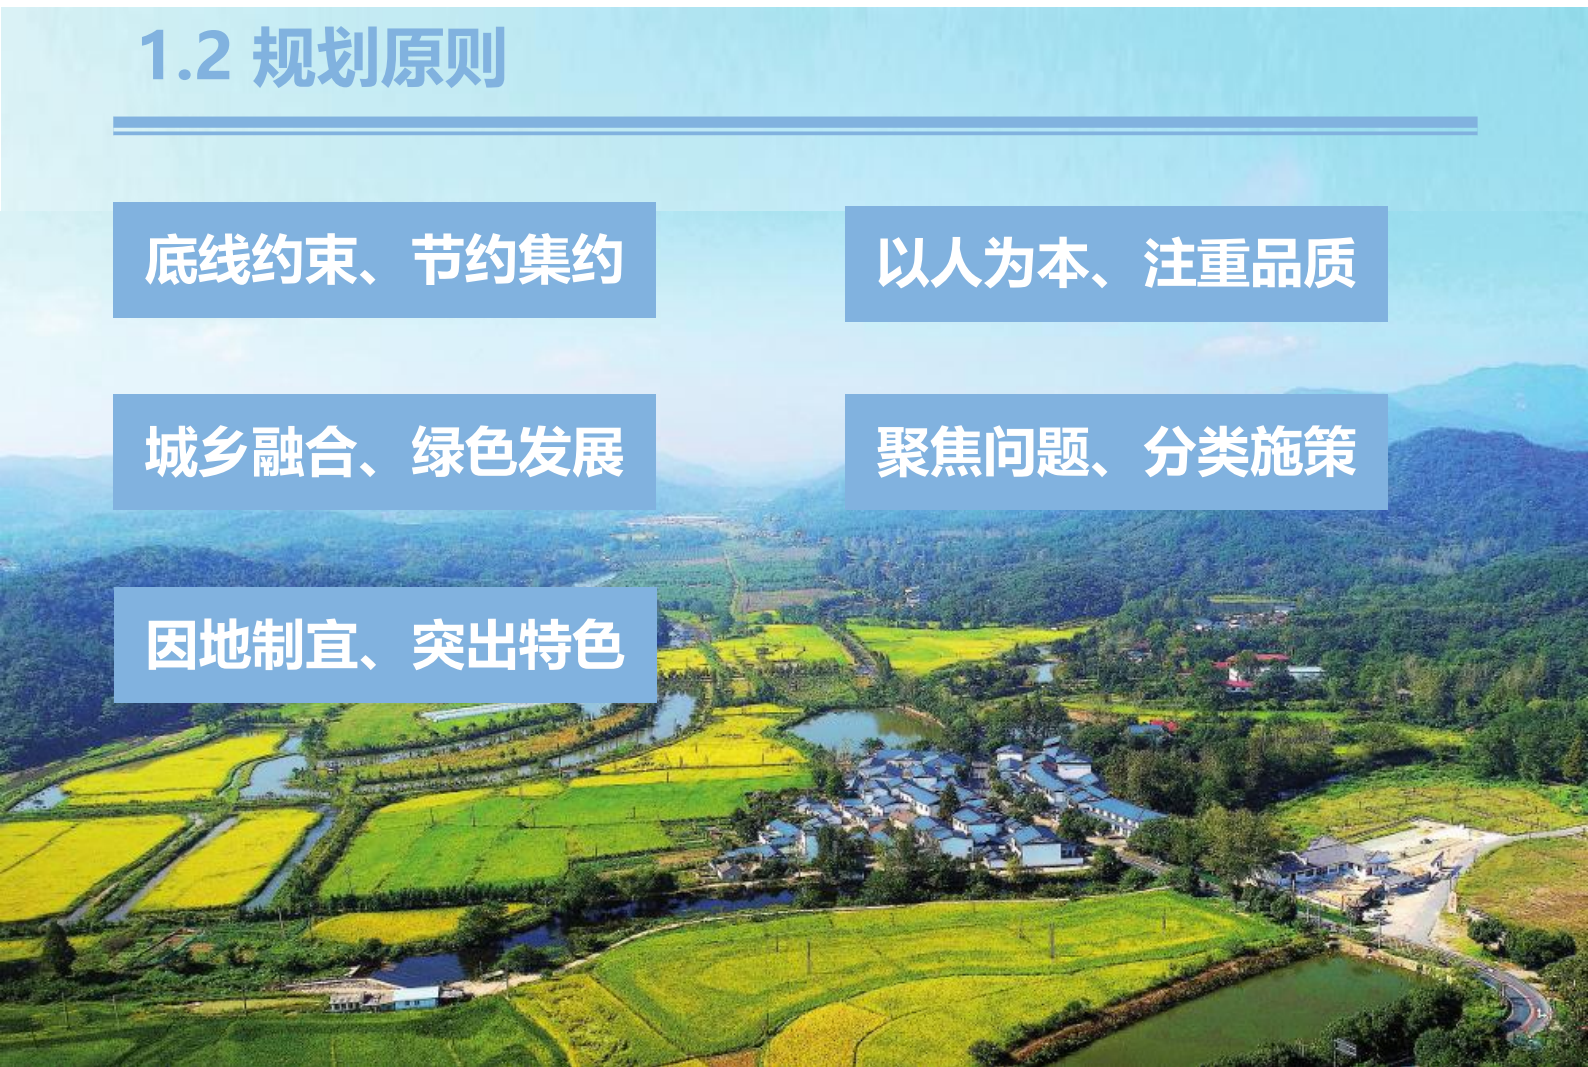 1.2 规划原则
底线约束、节约集约
以人为本、注重品质
城乡融合、绿色发展
聚焦问题、分类施策
因地制宜、突出特色